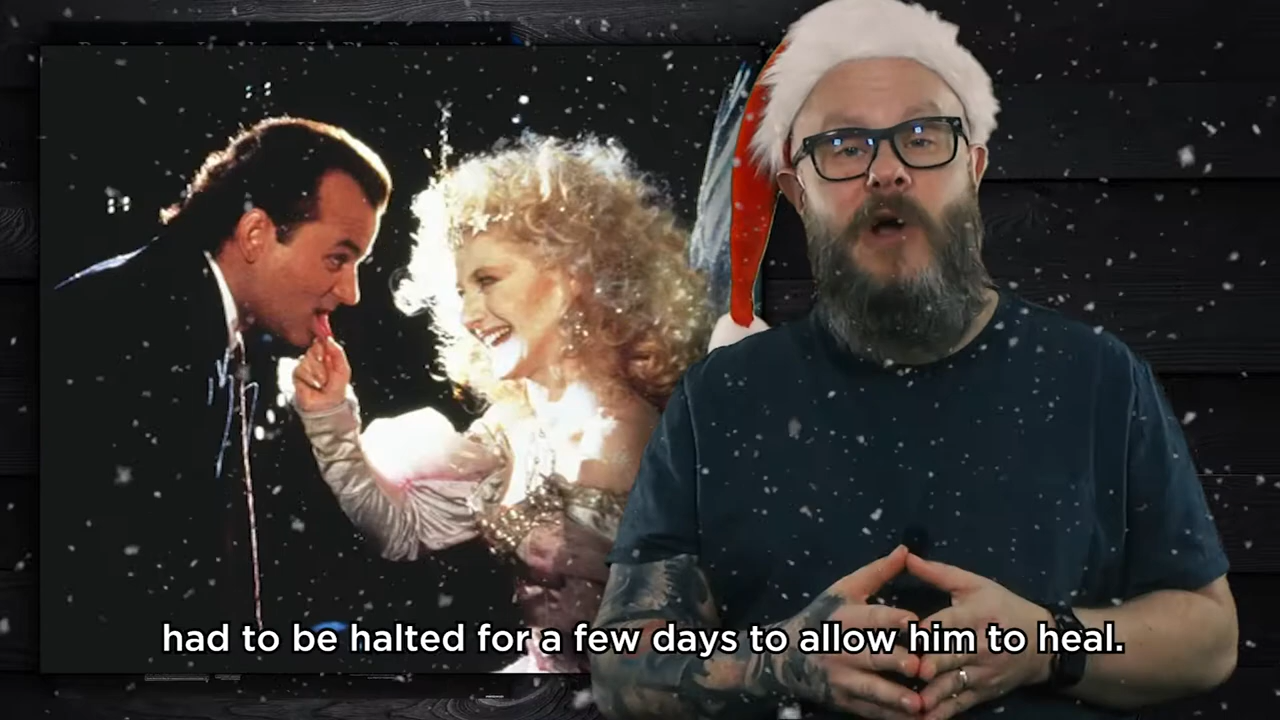 had to be halted for a few days to allow him to heal.